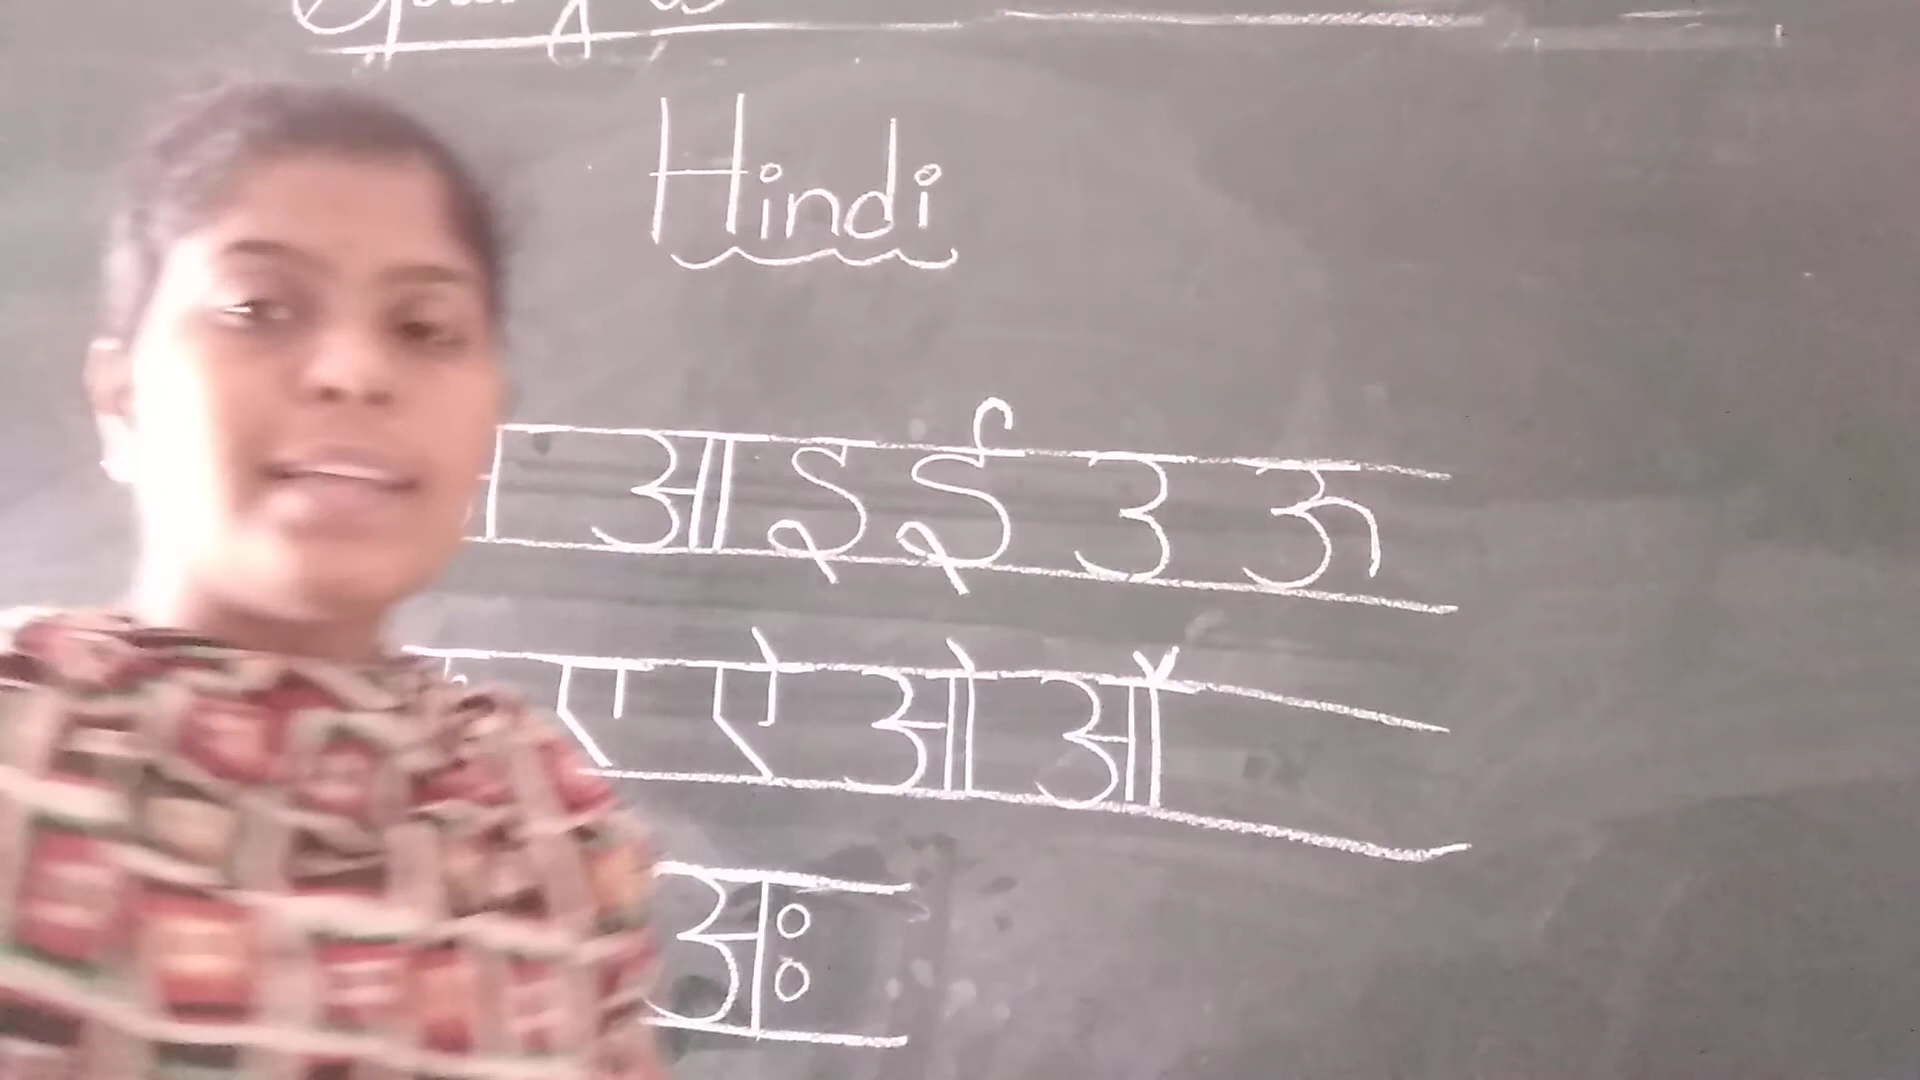 Hindi
आ इ ई उ ऊ
ए ऐ ओ औ
अः